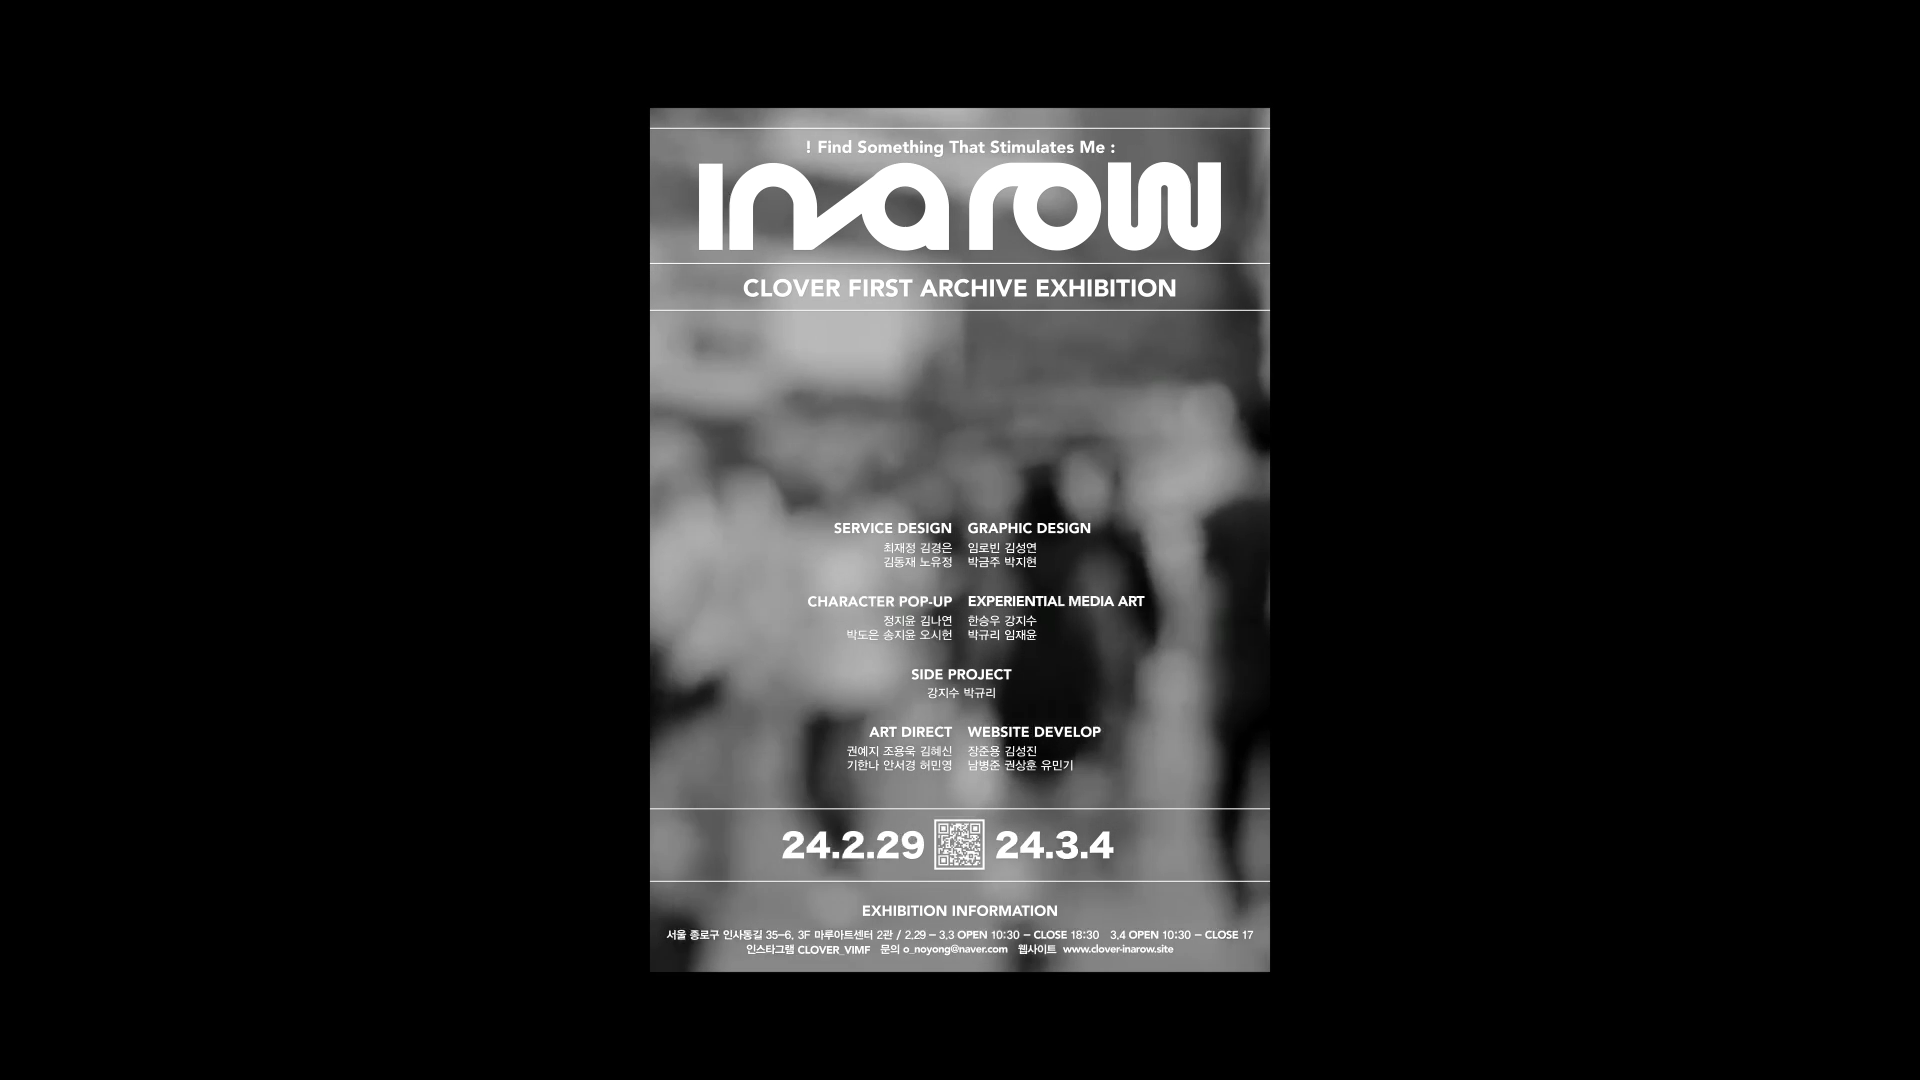 ! Find Something That Stimulates Me :
In a row
CLOVER FIRST ARCHIVE EXHIBITION
SERVICE DESIGN
최재정 김경은
김동재 노유정
GRAPHIC DESIGN
임로빈 김성연
박금주 박지현
CHARACTER POP-UP
정지윤 김나연
박도은 송지윤 오시헌
EXPERIENTIAL MEDIA ART
한승우 강지수
박규리 임재윤
SIDE PROJECT
강지수 박규리
ART DIRECT
권예지 조용욱 김혜신
기한나 안서경 허민영
WEBSITE DEVELOP
장준용 김성진
남병준 권상훈 유민기
24.2.29 24.3.4
EXHIBITION INFORMATION
서울 종로구 인사동길 35-6, 3F 마루아트센터 2관 / 2.29 - 3.3 OPEN 10:30 - CLOSE 18:30 3.4 OPEN 10:30 - CLOSE 17
인스타그램 CLOVER_VIMF 문의 o_noyong@naver.com 웹사이트 www.clover-inarow.site